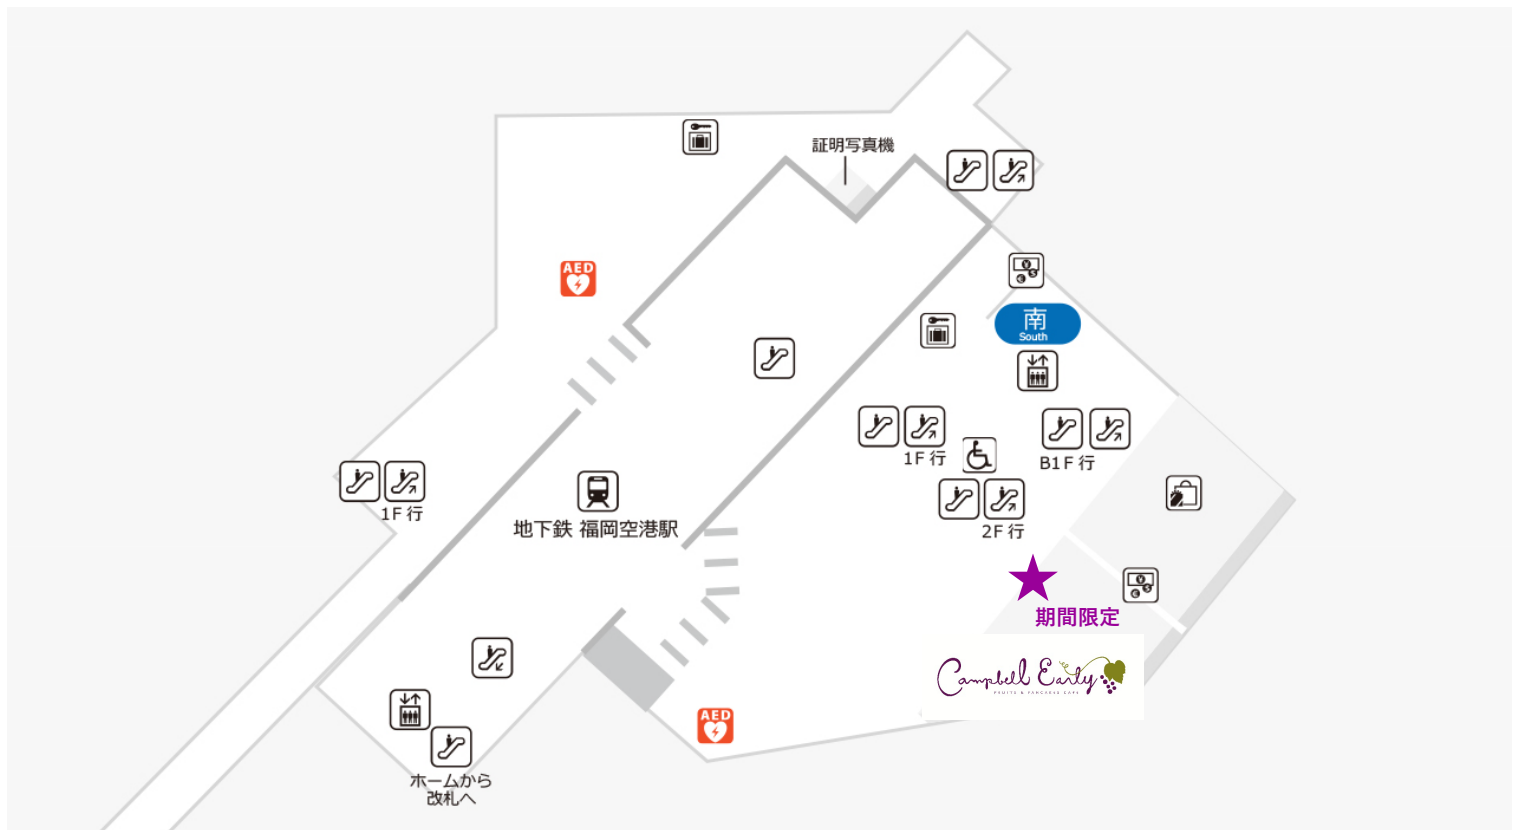 証明写真機
AED
南
South
1F 行
B1F 行
1F 行
2F 行
地下鉄 福岡空港駅
期間限定
Campbell Early
FRUITS & PANCAKE CAFE
AED
ホームから
改札へ